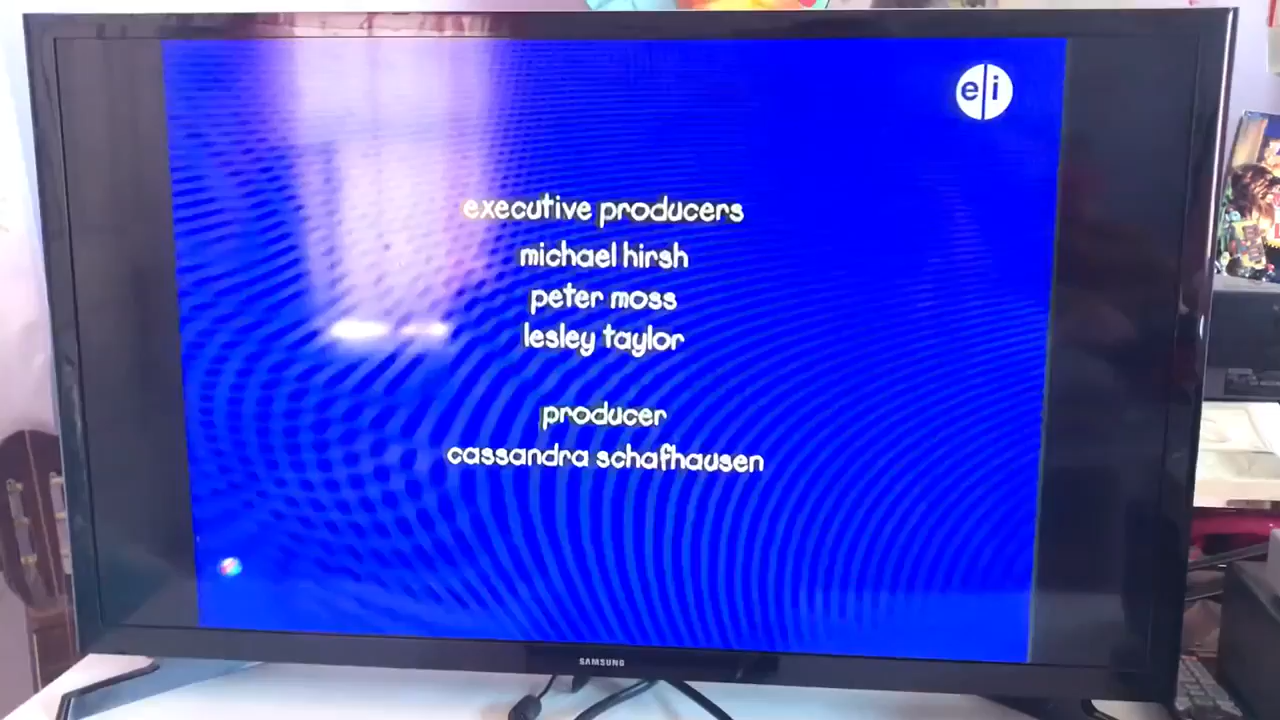 e/i
executive producers
michael hirsh
peter moss
lesley taylor
producer
cassandra schafhausen
SAMSUNG